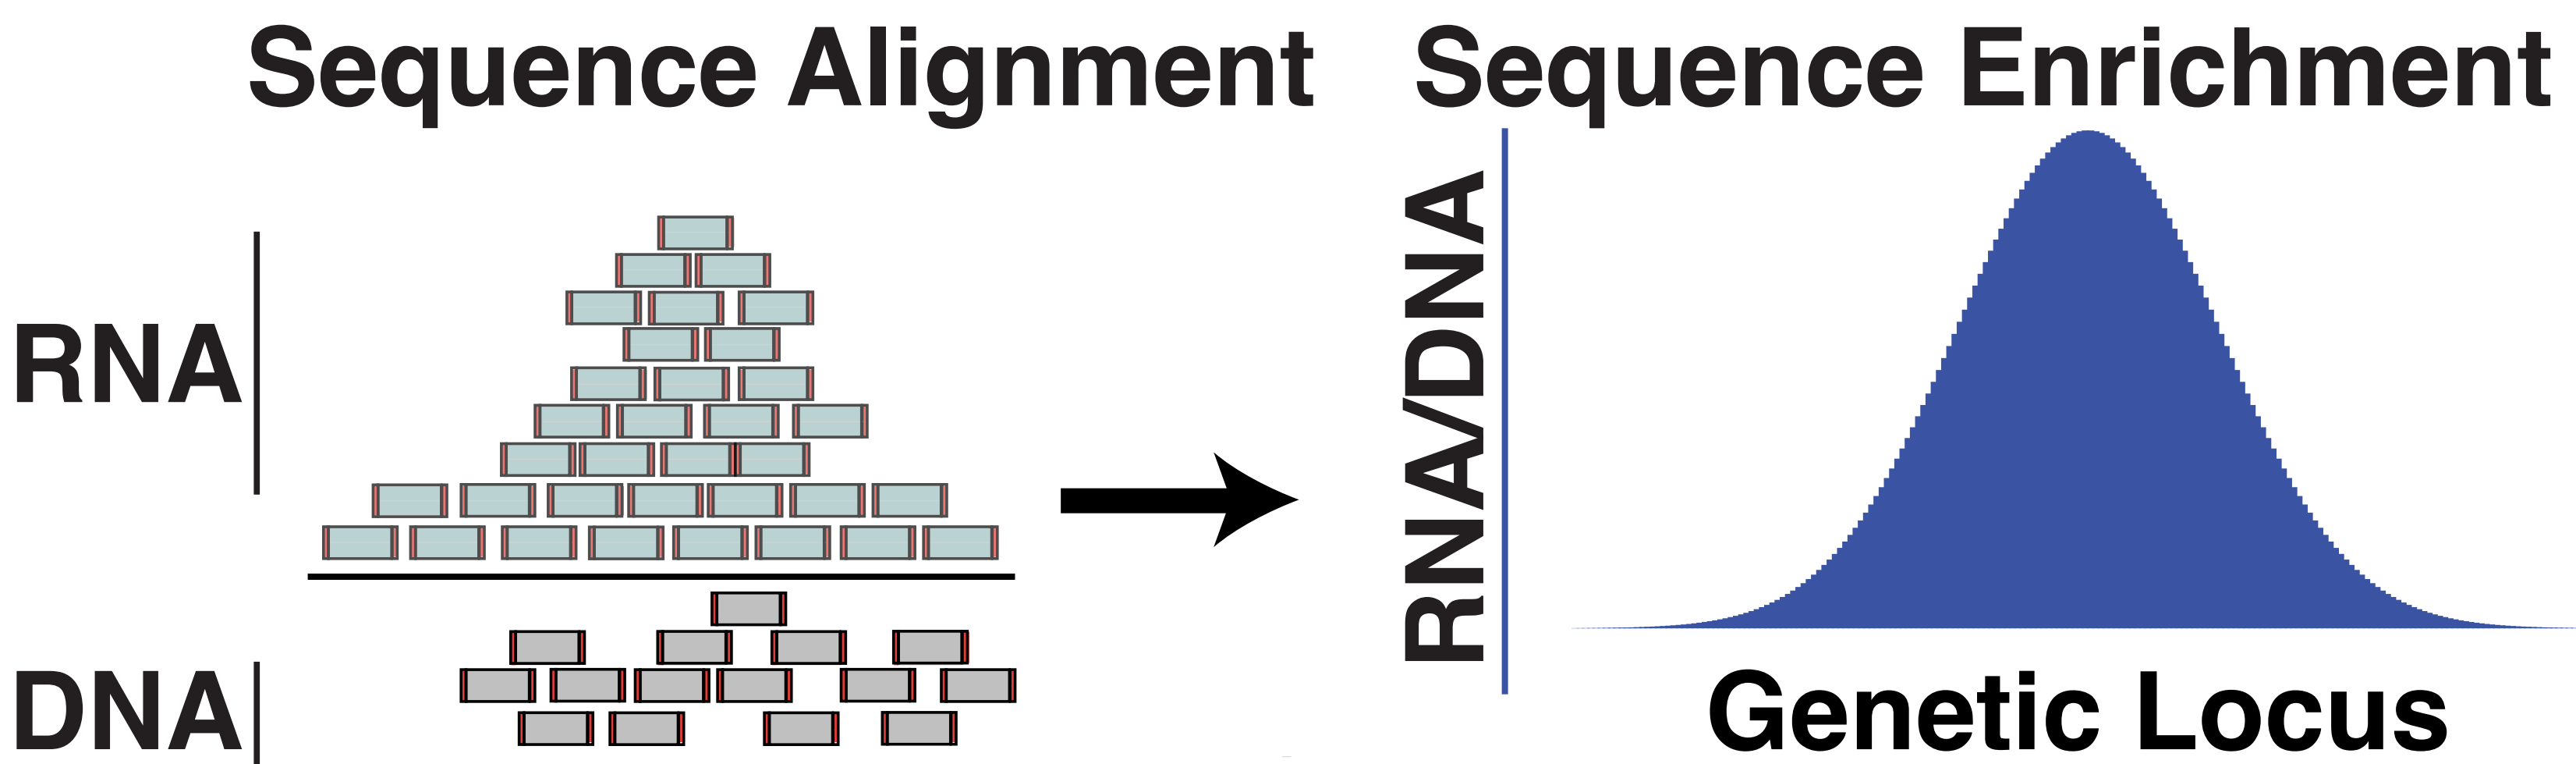 Sequence Alignment
RNA
DNA
Sequence Enrichment
RNA/DNA
Genetic Locus